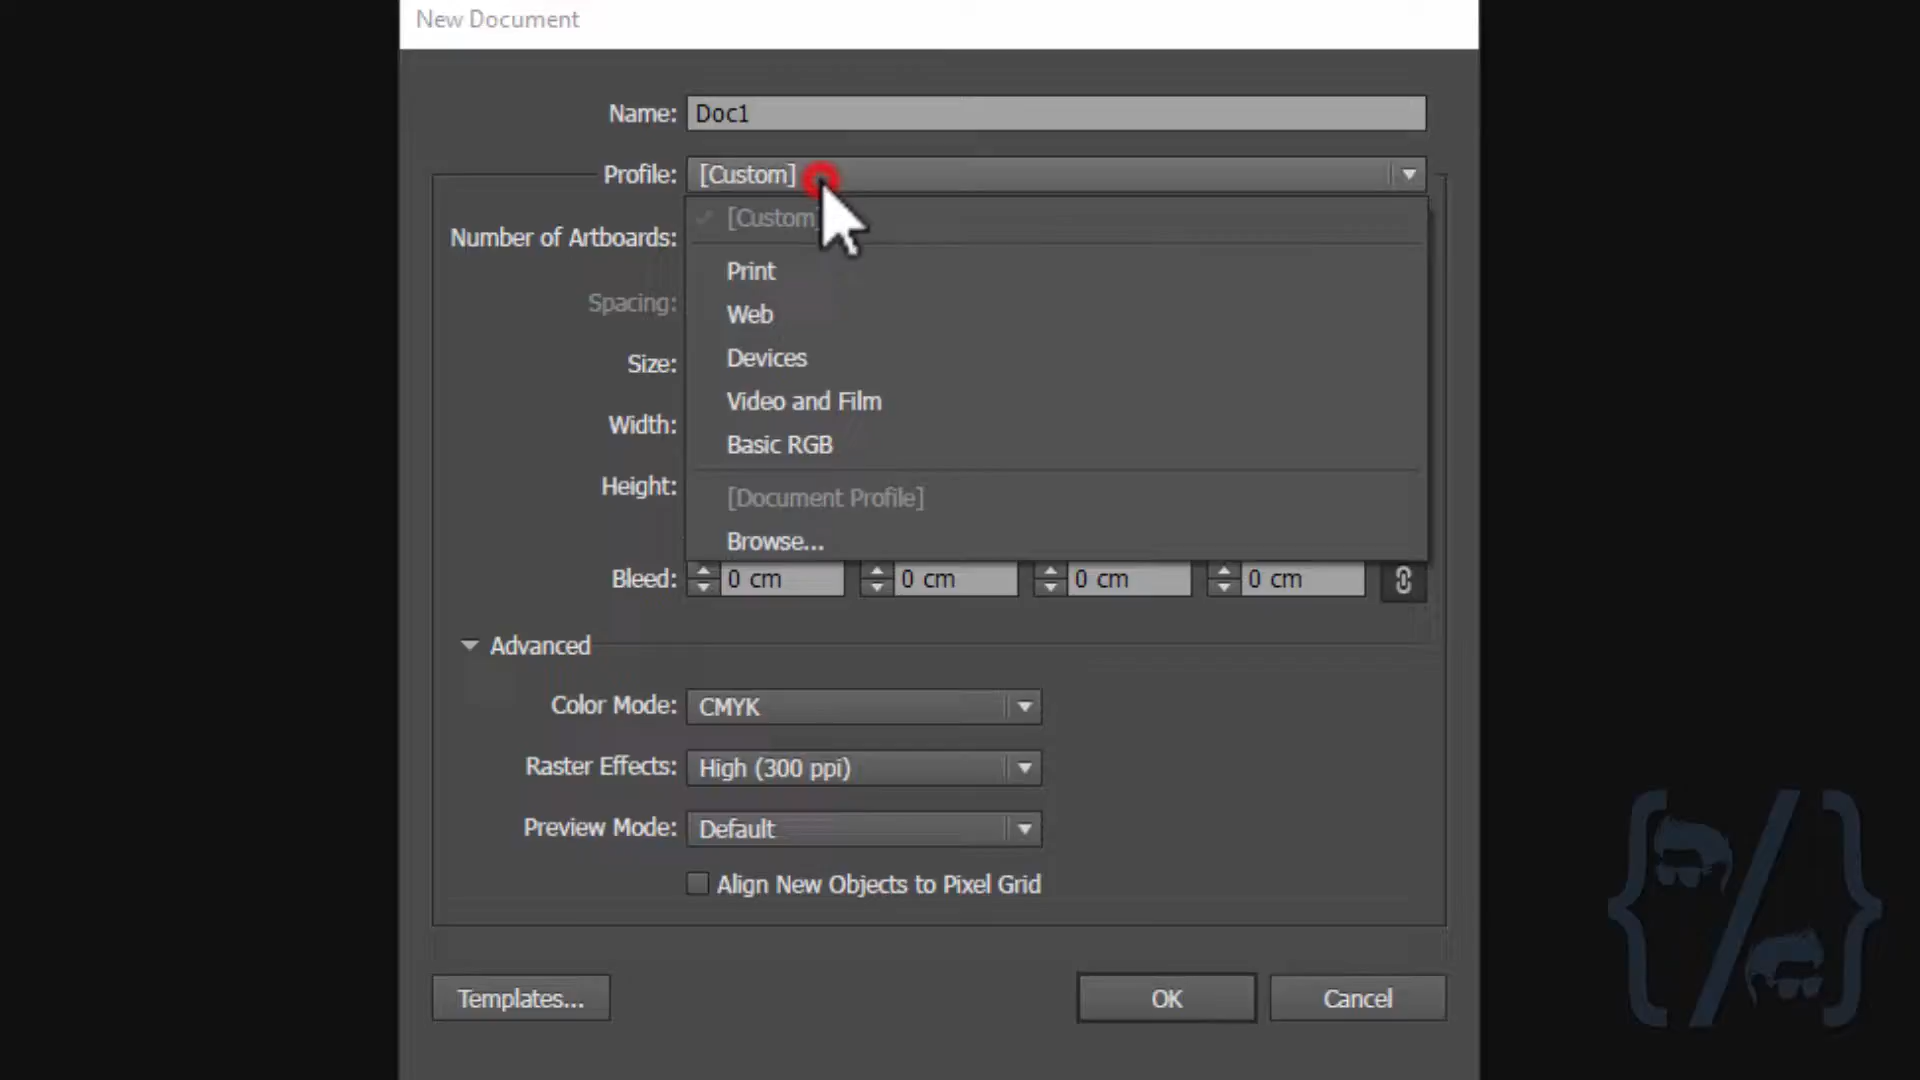 New Document
Name: Doc1
Profile: [Custom]
[Custom]
Number of Artboards:
Print
Spacing:
Web
Size:
Devices
Video and Film
Width:
Basic RGB
Height:
[Document Profile]
Browse...
Bleed: 0 cm 0 cm 0 cm 0 cm
Advanced
Color Mode: CMYK
Raster Effects: High (300 ppi)
Preview Mode: Default
Align New Objects to Pixel Grid
Templates... OK Cancel